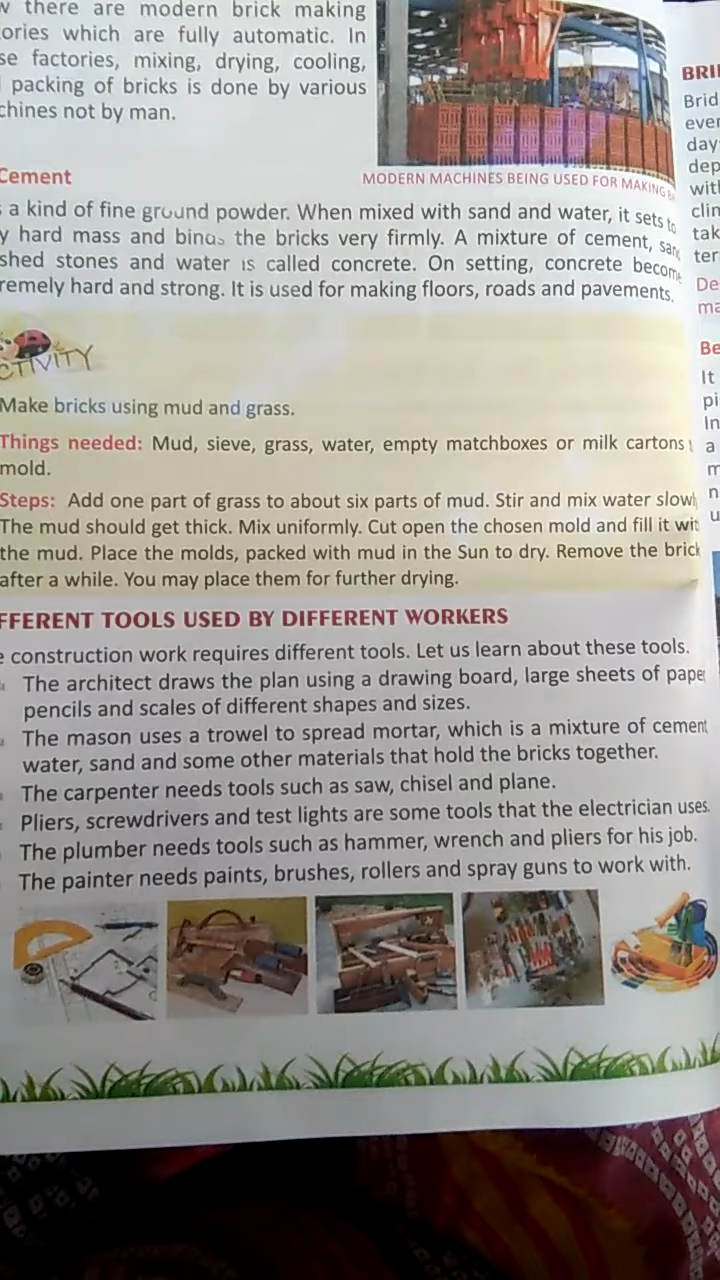 there are modern brick making
ories which are fully automatic. In
se factories, mixing, drying, cooling,
packing of bricks is done by various
chines not by man.
MODERN MACHINES BEING USED FOR MAKING
Cement
a kind of fine ground powder. When mixed with sand and water, it sets to
y hard mass and binds the bricks very firmly. A mixture of cement, san
shed stones and water is called concrete. On setting, concrete become
remely hard and strong. It is used for making floors, roads and pavements.
CTIVITY
Make bricks using mud and grass.
Things needed: Mud, sieve, grass, water, empty matchboxes or milk cartons
mold.
Steps: Add one part of grass to about six parts of mud. Stir and mix water slowl
The mud should get thick. Mix uniformly. Cut open the chosen mold and fill it wit
the mud. Place the molds, packed with mud in the Sun to dry. Remove the brick
after a while. You may place them for further drying.
FFERENT TOOLS USED BY DIFFERENT WORKERS
e construction work requires different tools. Let us learn about these tools.
The architect draws the plan using a drawing board, large sheets of pape
pencils and scales of different shapes and sizes.
The mason uses a trowel to spread mortar, which is a mixture of cement
water, sand and some other materials that hold the bricks together.
The carpenter needs tools such as saw, chisel and plane.
Pliers, screwdrivers and test lights are some tools that the electrician uses.
The plumber needs tools such as hammer, wrench and pliers for his job.
The painter needs paints, brushes, rollers and spray guns to work with.
BRI
Brid
ever
day
dep
with
clin
tak
ter
De
ma
Be
It
pi
In
a
m
n
u